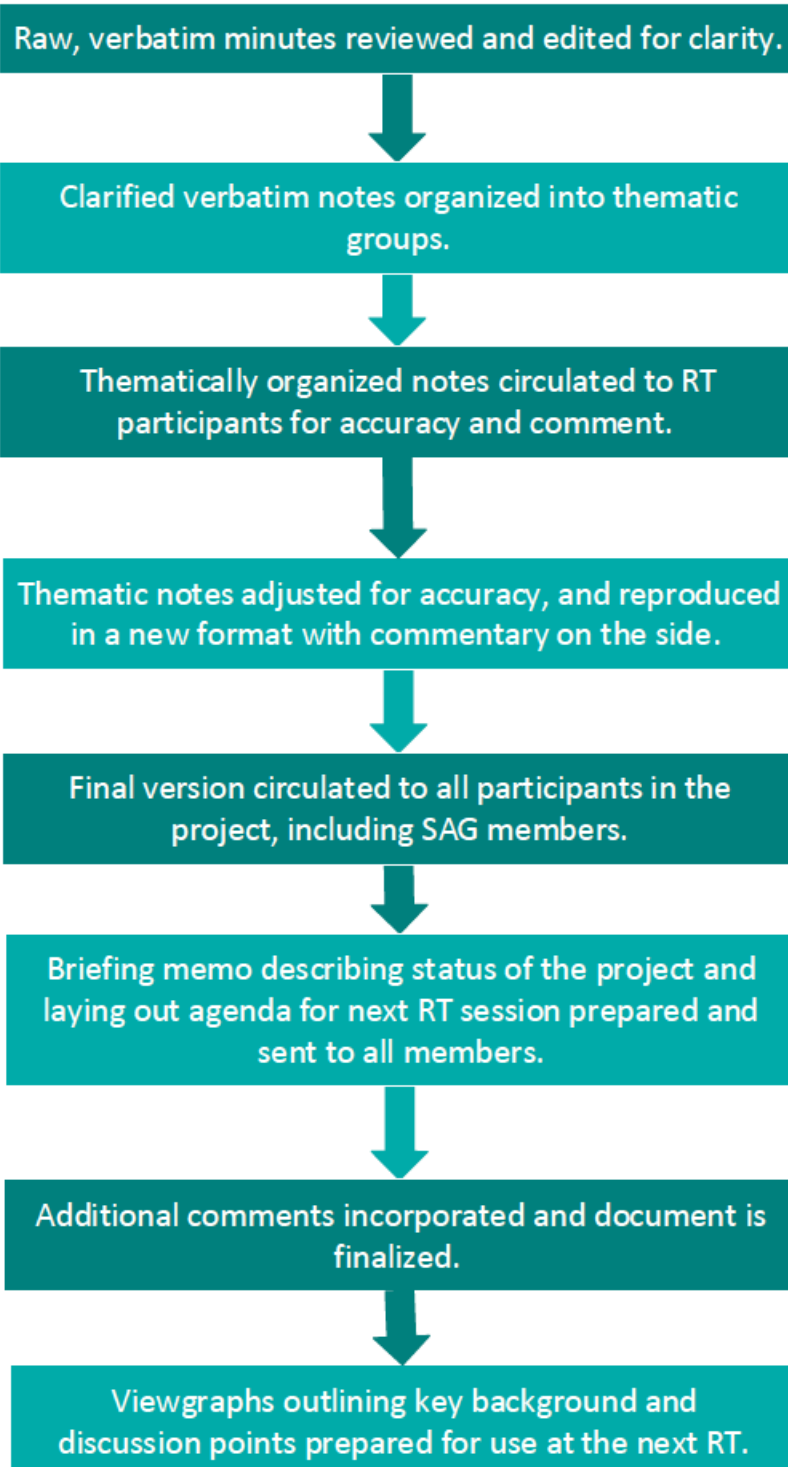 Raw, verbatim minutes reviewed and edited for clarity.
Clarified verbatim notes organized into thematic
groups.
Thematically organized notes circulated to RT
participants for accuracy and comment.
Thematic notes adjusted for accuracy, and reproduced
in a new format with commentary on the side.
Final version circulated to all participants in the
project, including SAG members.
Briefing memo describing status of the project and
laying out agenda for next RT session prepared and
sent to all members.
Additional comments incorporated and document is
finalized.
Viewgraphs outlining key background and
discussion points prepared for use at the next RT.